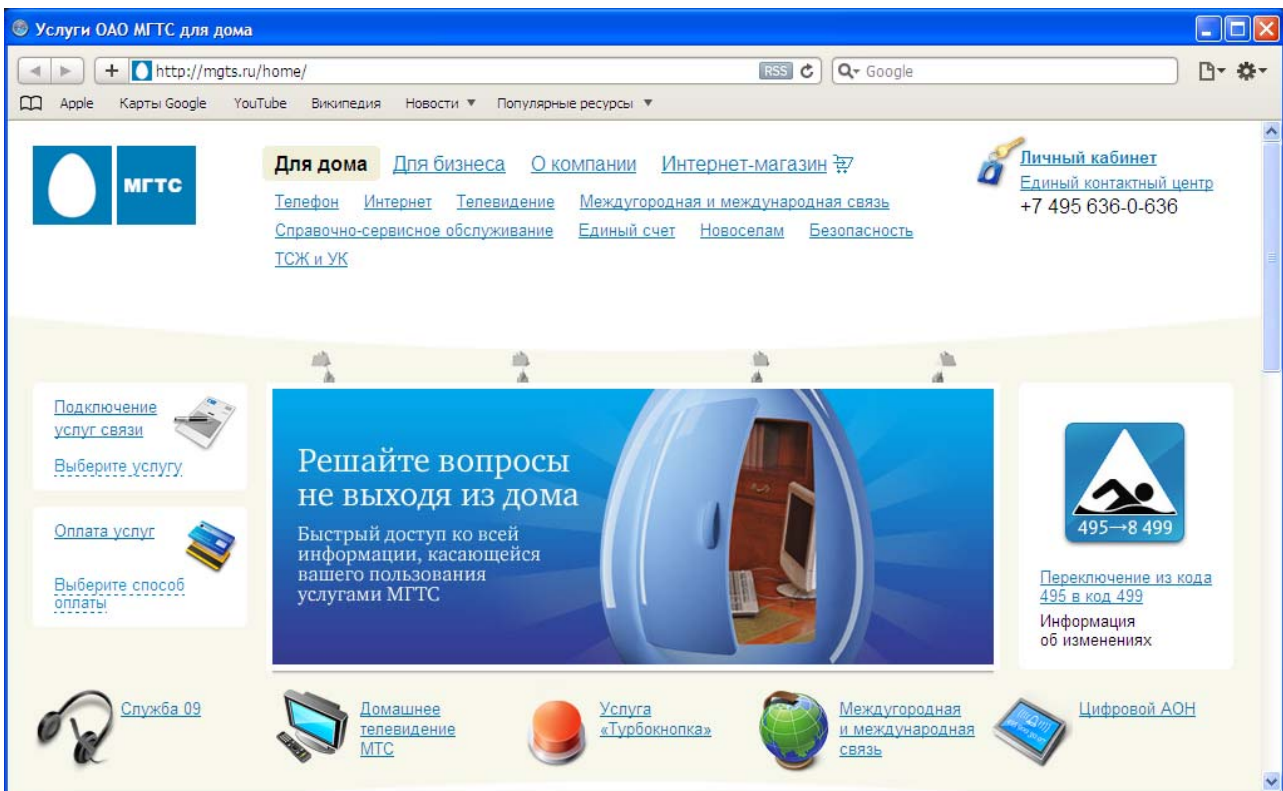 Услуги ОАО МГТС для дома
http://mgts.ru/home/
RSS
Google
Apple Карты Google YouTube Википедия Новости Популярные ресурсы
МГТС
Для дома Для бизнеса О компании Интернет-магазин
Телефон Интернет Телевидение Междугородная и международная связь
Справочно-сервисное обслуживание Единый счет Новоселам Безопасность
ТСЖ и УК
Личный кабинет
Единый контактный центр
+7 495 636-0-636
Подключение
услуг связи
Выберите услугу
Оплата услуг
Выберите способ
оплаты
Решайте вопросы
не выходя из дома
Быстрый доступ ко всей
информации, касающейся
вашего пользования
услугами МГТС
495→8 499
Переключение из кода
495 в код 499
Информация
об изменениях
Служба 09
Домашнее
телевидение
МТС
Услуга
«Турбокнопка»
Междугородная
и международная
связь
Цифровой АОН